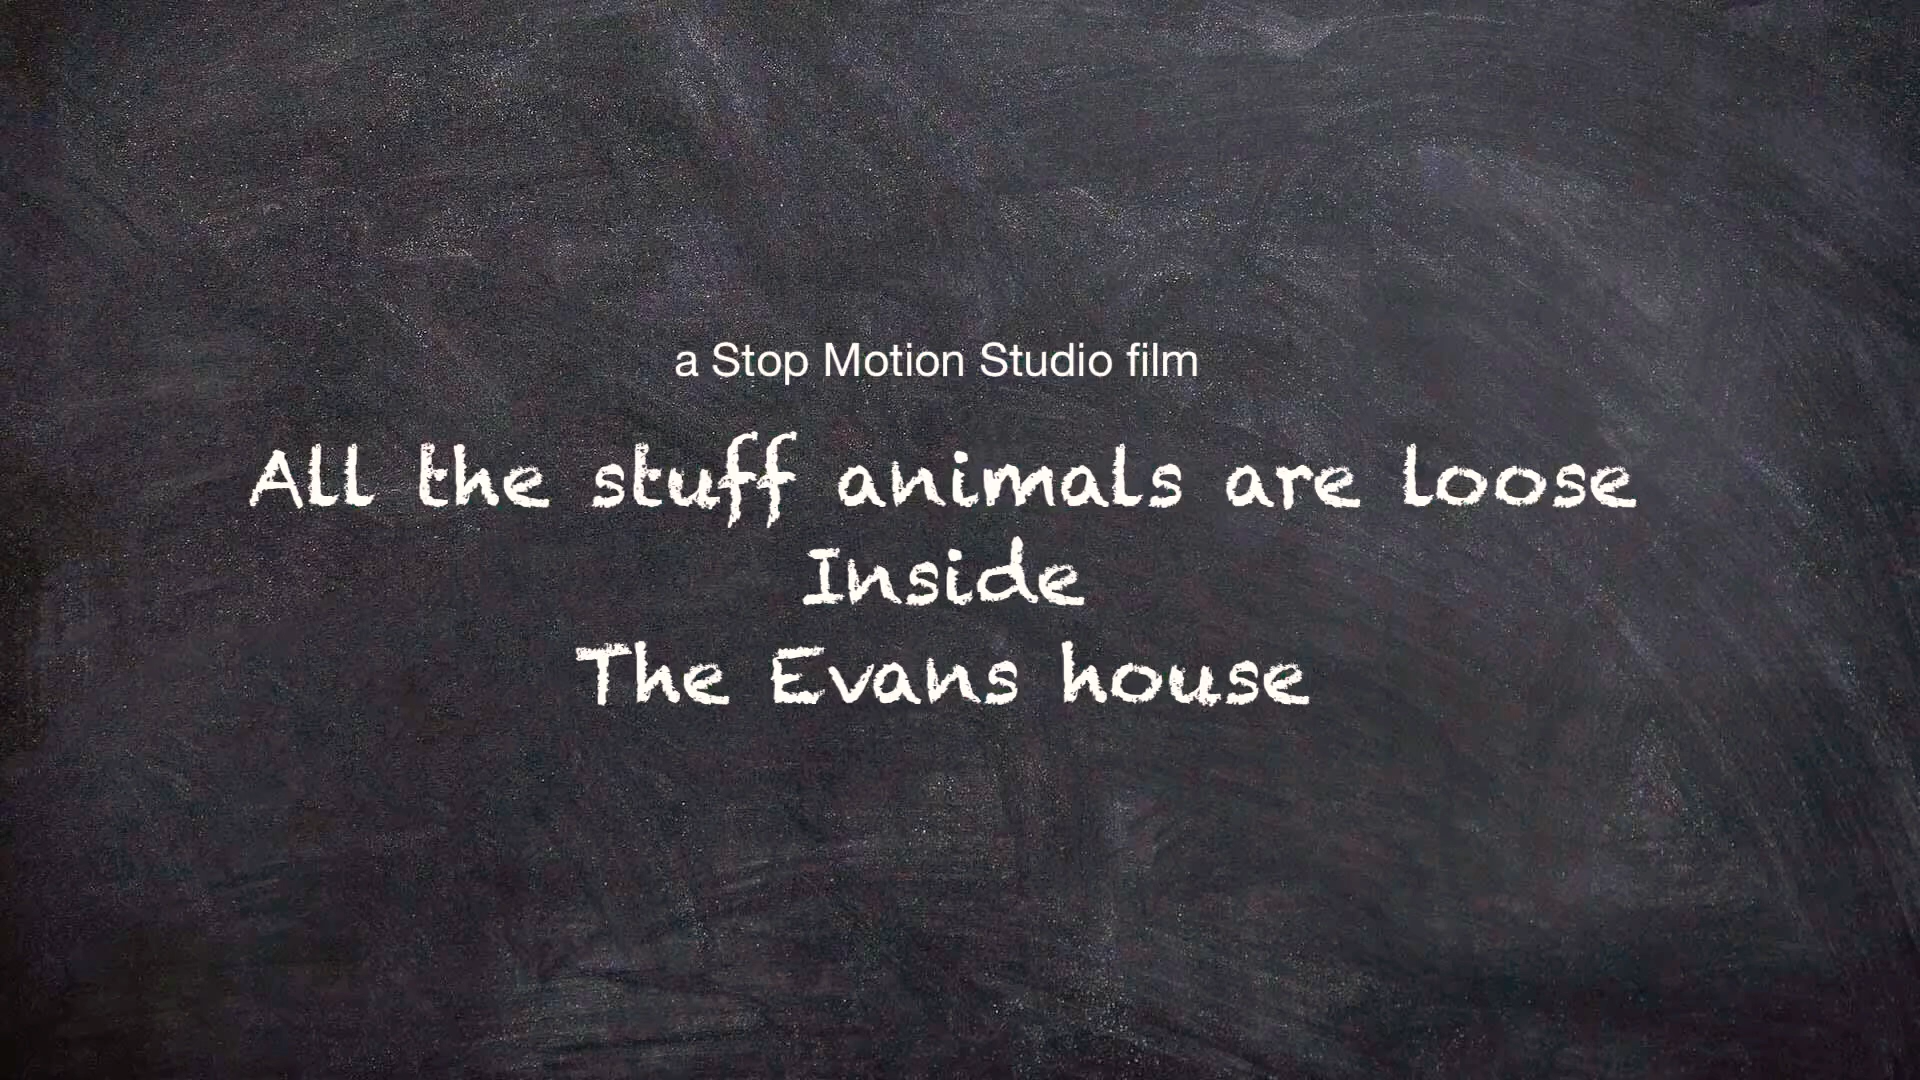 a Stop Motion Studio film
All the stuff animals are loose
Inside
The Evans house